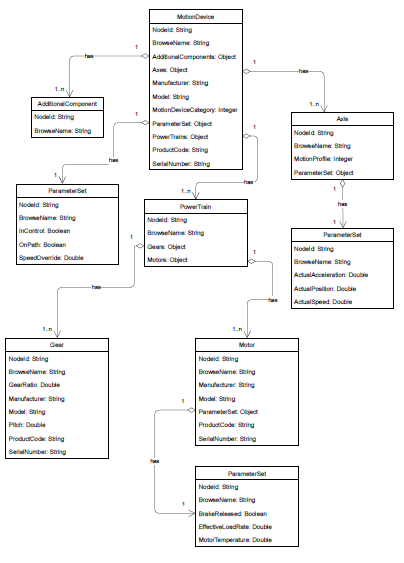 MotionDevice
NodeId: String
BrowseName: String
AdditionalComponents: Object
Axes: Object
Manufacturer: String
Model: String
MotionDeviceCategory: Integer
ParameterSet: Object
PowerTrains: Object
ProductCode: String
SerialNumber: String
1
has
1..n
1
has
1..n
1
has
1
1
has
1..n
AdditionalComponent
NodeId: String
BrowseName: String
Axis
NodeId: String
BrowseName: String
MotionProfix: Integer
ParameterSet: Object
1
has
1
ParameterSet
NodeId: String
BrowseName: String
InControl: Boolean
OnPath: Boolean
SpeedOverride: Double
PowerTrain
NodeId: String
BrowseName: String
Gears: Object
Motors: Object
1
has
1..n
1
has
1..n
ParameterSet
NodeId: String
BrowseName: String
ActualAcceleration: Double
ActualPosition: Double
ActualSpeed: Double
Gear
NodeId: String
BrowseName: String
GearRatio: Double
Manufacturer: String
Model: String
Pitch: Double
ProductCode: String
SerialNumber: String
Motor
NodeId: String
BrowseName: String
Manufacturer: String
Model: String
ParameterSet: Object
ProductCode: String
SerialNumber: String
1
has
1
ParameterSet
NodeId: String
BrowseName: String
BrakeReleased: Boolean
EffectiveLoadRate: Double
MotorTemperature: Double